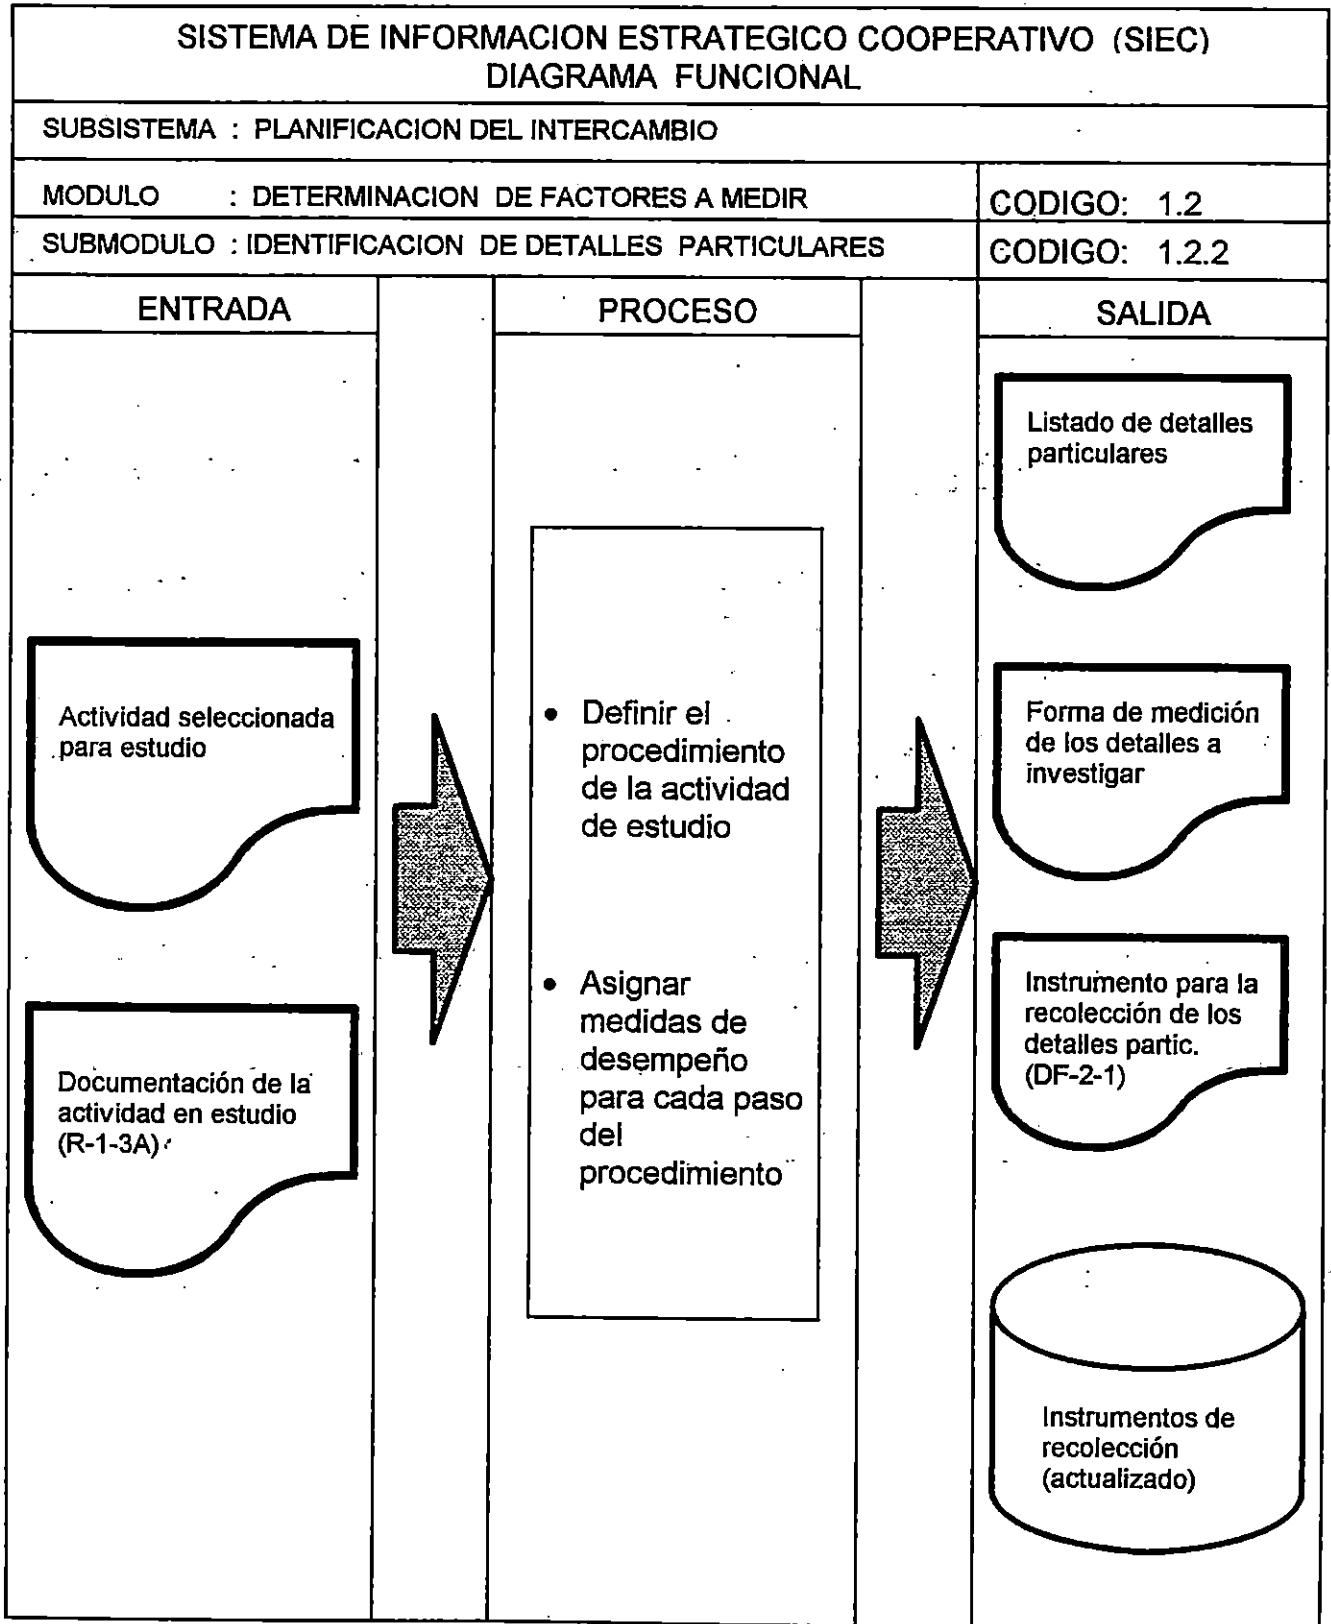 SISTEMA DE INFORMACION ESTRATEGICO COOPERATIVO (SIEC)
DIAGRAMA FUNCIONAL
SUBSISTEMA : PLANIFICACION DEL INTERCAMBIO
MODULO : DETERMINACION DE FACTORES A MEDIR
CODIGO: 1.2
SUBMODULO : IDENTIFICACION DE DETALLES PARTICULARES
CODIGO: 1.2.2
ENTRADA
Actividad seleccionada
para estudio
Documentación de la
actividad en estudio
(R-1-3A)
PROCESO
• Definir el
procedimiento
de la actividad
de estudio
• Asignar
medidas de
desempeño
para cada paso
del
procedimiento
SALIDA
Listado de detalles
particulares
Forma de medición
de los detalles a
investigar
Instrumento para la
recolección de los
detalles partic.
(DF-2-1)
Instrumentos de
recolección
(actualizado)